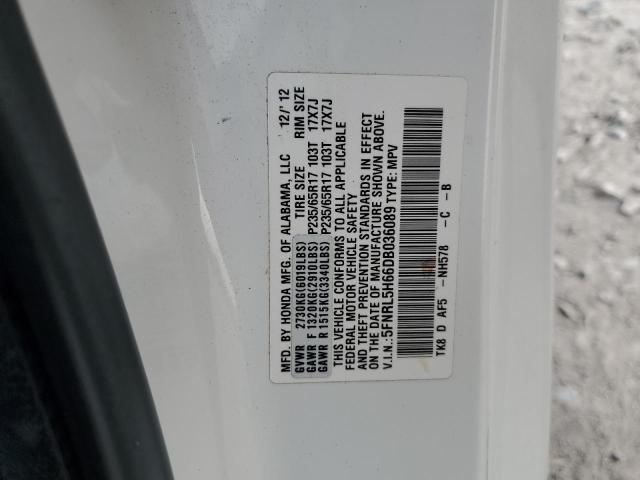 MFD. BY HONDA MFG. OF ALABAMA, LLC 12/'12
GVWR 2730KG(6019LBS) TIRE SIZE RIM SIZE
GAWR F 1320KG(2910LBS) P235/65R17 103T 17X7J
GAWR R 1515KG(3340LBS) P235/65R17 103T 17X7J
THIS VEHICLE CONFORMS TO ALL APPLICABLE
FEDERAL MOTOR VEHICLE SAFETY
AND THEFT PREVENTION STANDARDS IN EFFECT
ON THE DATE OF MANUFACTURE SHOWN ABOVE.
V.I.N.:5FNRL5H66DB036089 TYPE: MPV
TK8 D AF5 -NH578 -C -B